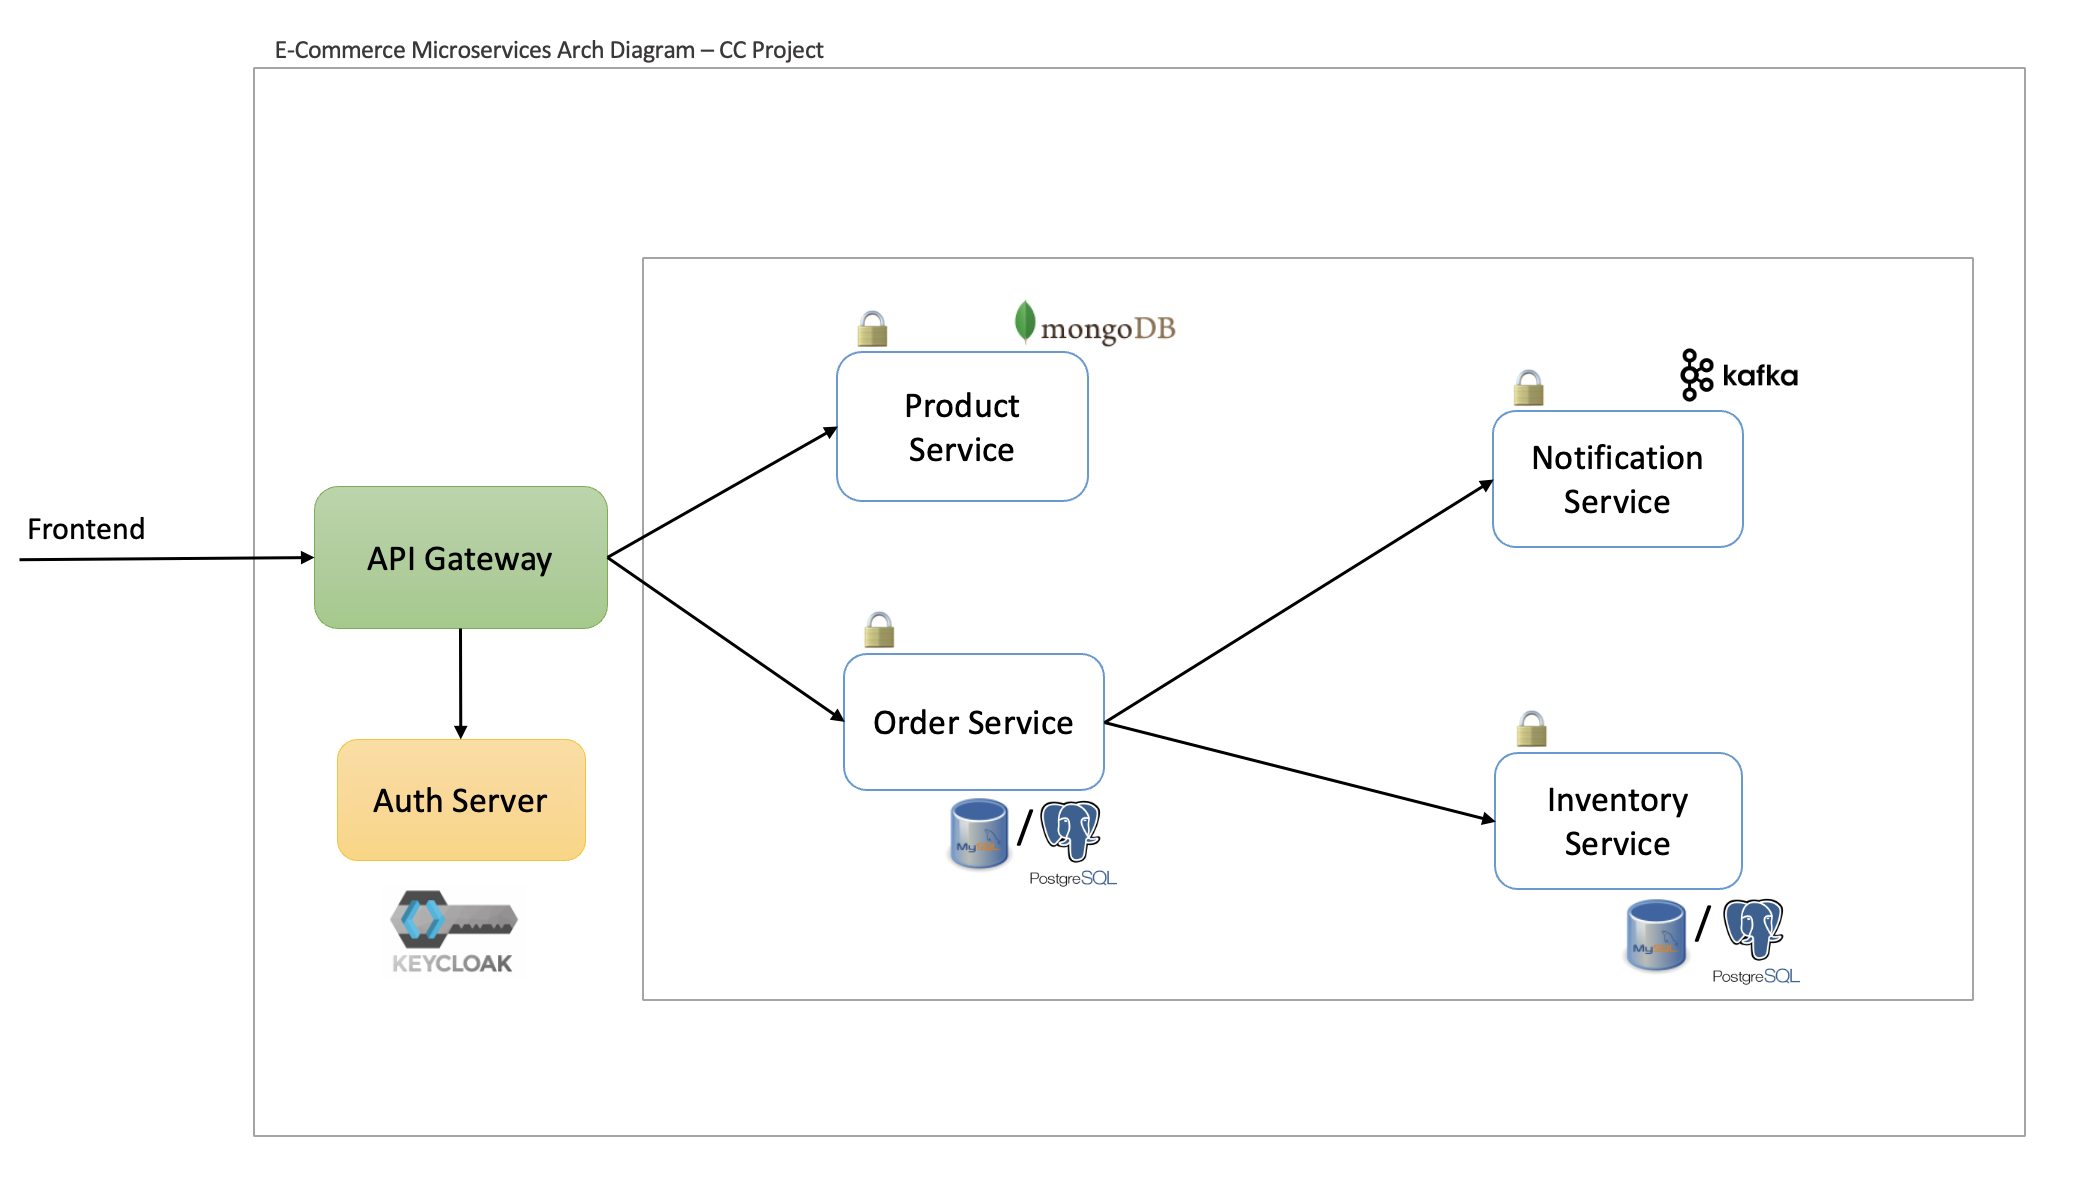 E-Commerce Microservices Arch Diagram – CC Project
mongoDB
Product
Service
kafka
Notification
Service
Frontend
API Gateway
Order Service
MySQL
/
PostgreSQL
Auth Server
KEYCLOAK
Inventory
Service
MySQL
/
PostgreSQL